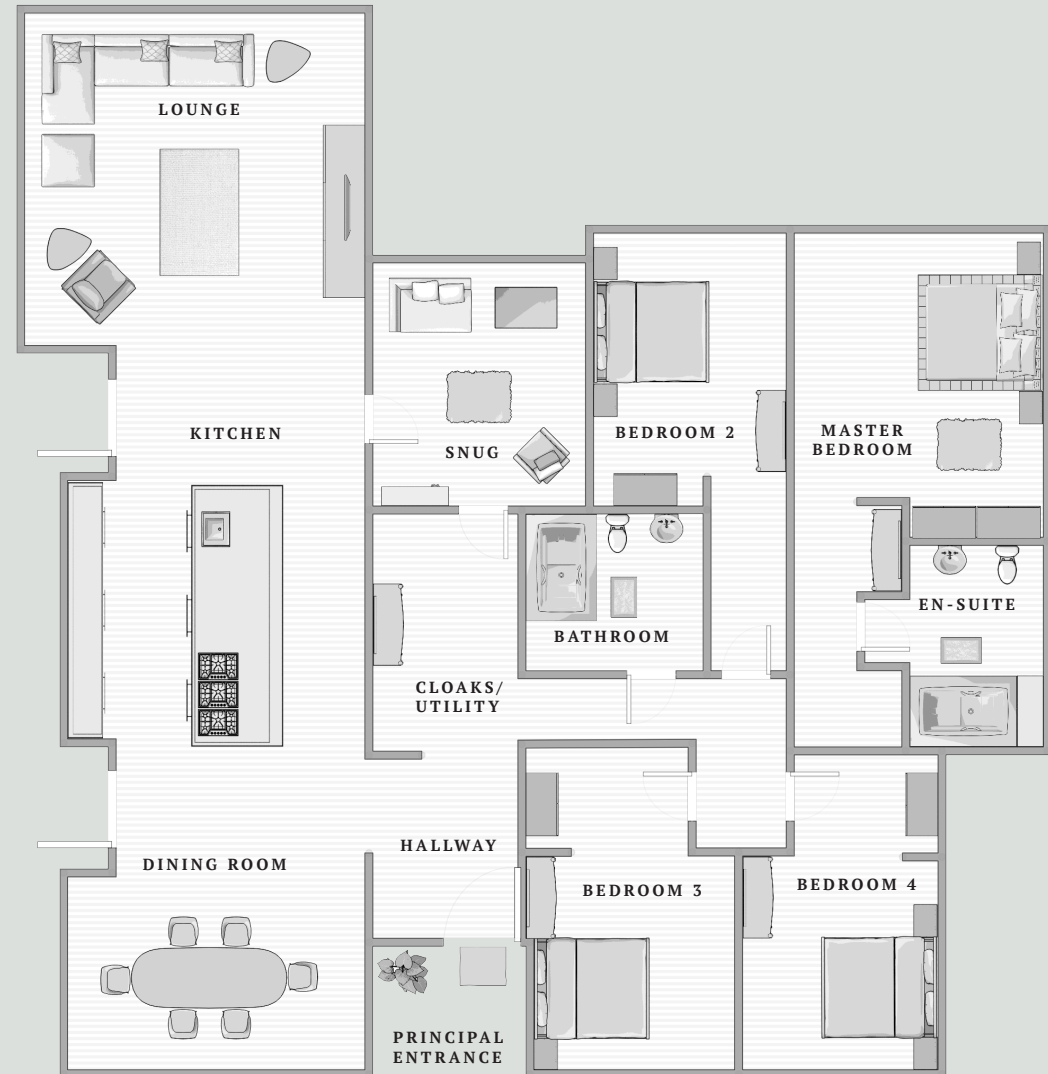 LOUNGE
KITCHEN
SNUG
BEDROOM 2
MASTER
BEDROOM
EN-SUITE
BATHROOM
CLOAKS/
UTILITY
HALLWAY
DINING ROOM
BEDROOM 3
BEDROOM 4
PRINCIPAL
ENTRANCE